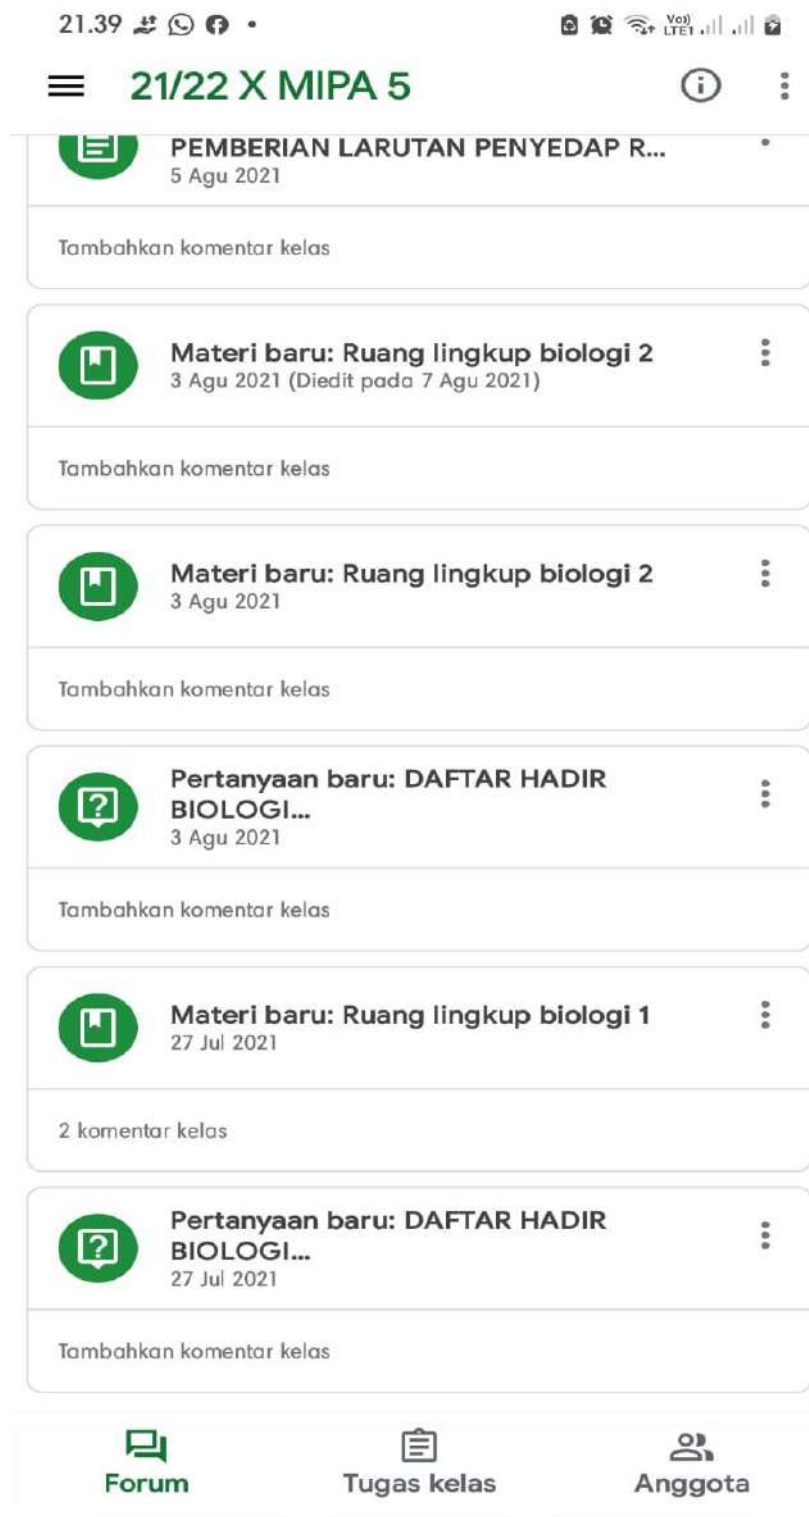 21.39
Vo)) LTE1
21/22 X MIPA 5
PEMBERIAN LARUTAN PENYEDAP R...
5 Agu 2021
Tambahkan komentar kelas
Materi baru: Ruang lingkup biologi 2
3 Agu 2021 (Diedit pada 7 Agu 2021)
Tambahkan komentar kelas
Materi baru: Ruang lingkup biologi 2
3 Agu 2021
Tambahkan komentar kelas
Pertanyaan baru: DAFTAR HADIR
BIOLOGI...
3 Agu 2021
Tambahkan komentar kelas
Materi baru: Ruang lingkup biologi 1
27 Jul 2021
2 komentar kelas
Pertanyaan baru: DAFTAR HADIR
BIOLOGI...
27 Jul 2021
Tambahkan komentar kelas
Forum
Tugas kelas
Anggota